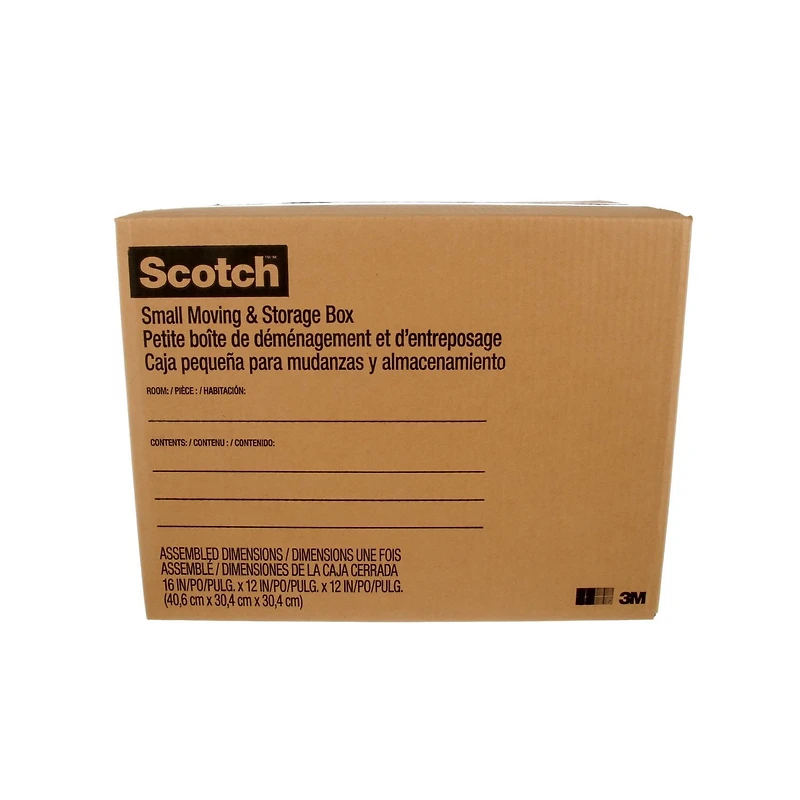 Scotch™
Small Moving & Storage Box
Petite boîte de déménagement et d'entreposage
Caja pequeña para mudanzas y almacenamiento
ROOM: / PIÈCE : / HABITACIÓN:
CONTENTS: / CONTENU : / CONTENIDO:
ASSEMBLED DIMENSIONS / DIMENSIONS UNE FOIS
ASSEMBLÉ / DIMENSIONES DE LA CAJA CERRADA
16 IN/PO/PULG. x 12 IN/PO/PULG. x 12 IN/PO/PULG.
(40,6 cm x 30,4 cm x 30,4 cm)
3M